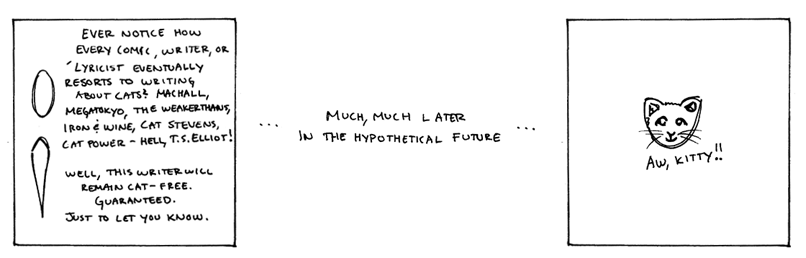 EVER NOTICE HOW
EVERY COMIC, WRITER, OR
LYRICIST EVENTUALLY
RESORTS TO WRITING
ABOUT CATS? MACHALL,
MEGATOKYO, THE WEAKERTHANS,
IRON & WINE, CAT STEVENS,
CAT POWER - HELL, T.S. ELLIOT!
WELL, THIS WRITER WILL
REMAIN CAT-FREE.
GUARANTEED.
JUST TO LET YOU KNOW.
... MUCH, MUCH LATER
IN THE HYPOTHETICAL FUTURE ...
AW, KITTY!!